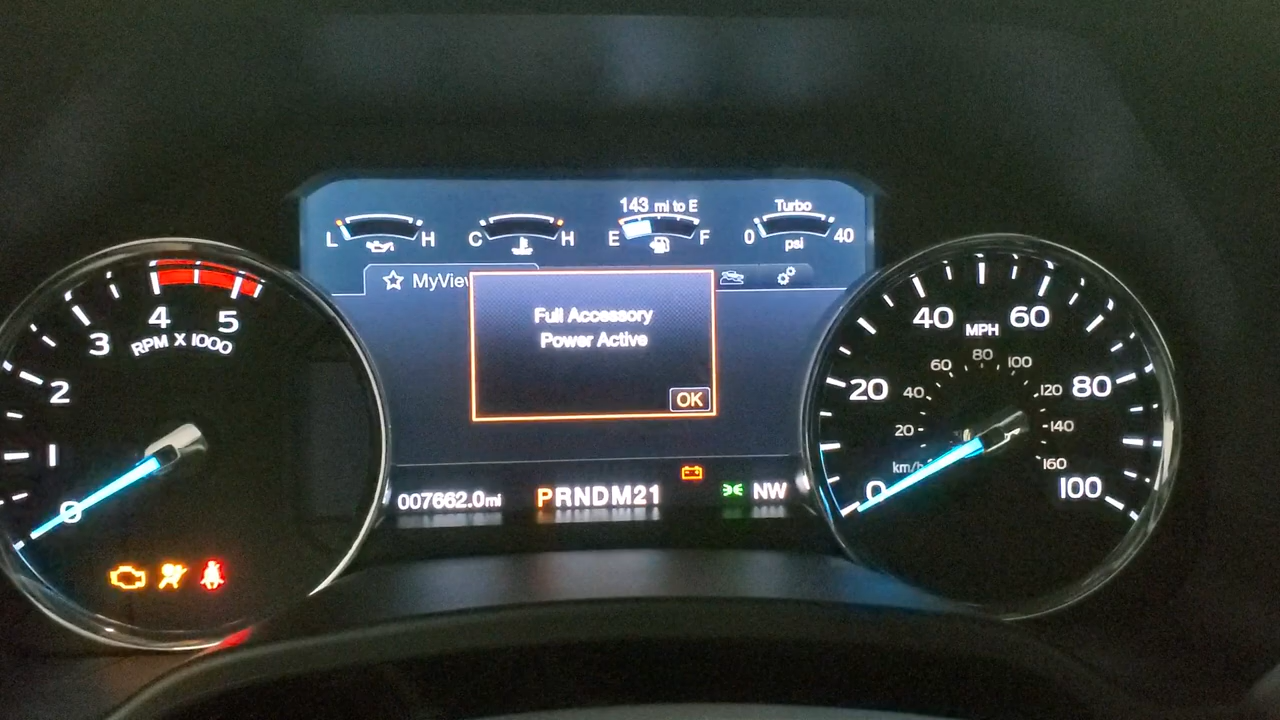 143 mi to E
Turbo
L H
C H
E F
0 40
psi
MyView
Full Accessory
Power Active
OK
007662.0mi
PRNDM21
NW
0 1 2 3 4 5
RPM X 1000
0 20 40 60 80 100
MPH
20 40 60 80 100 120 140 160
km/h